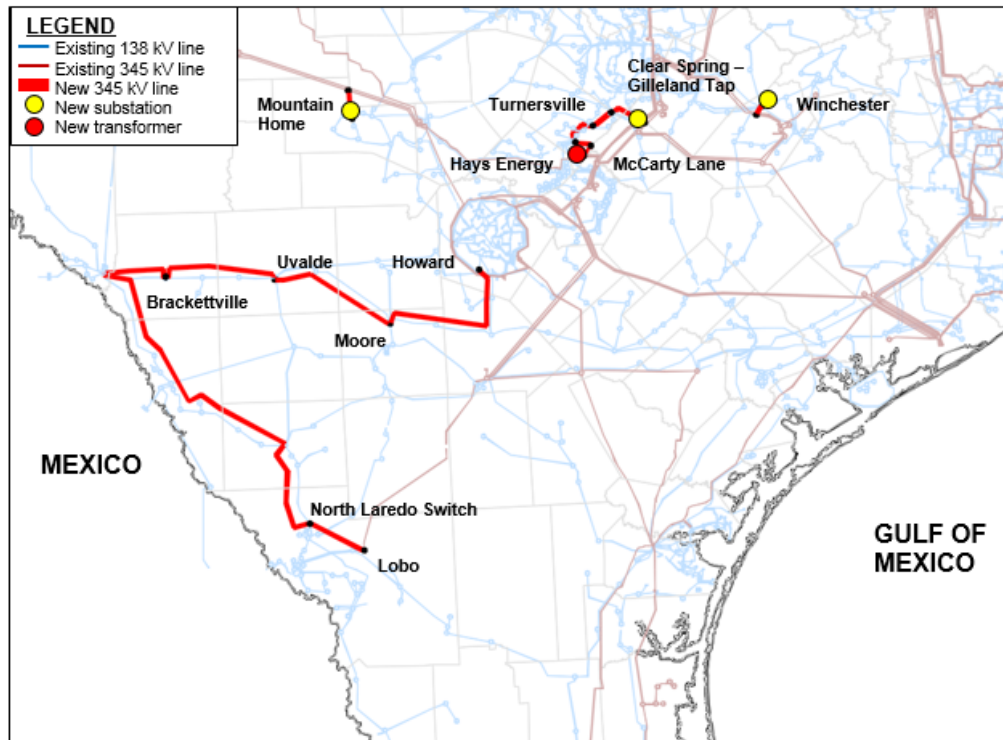 LEGEND
Existing 138 kV line
Existing 345 kV line
New 345 kV line
New substation
New transformer
Mountain
Home
Turnersville
Clear Spring –
Gilleland Tap
Winchester
Hays Energy
McCarty Lane
Howard
Uvalde
Brackettville
Moore
MEXICO
North Laredo Switch
Lobo
GULF OF
MEXICO